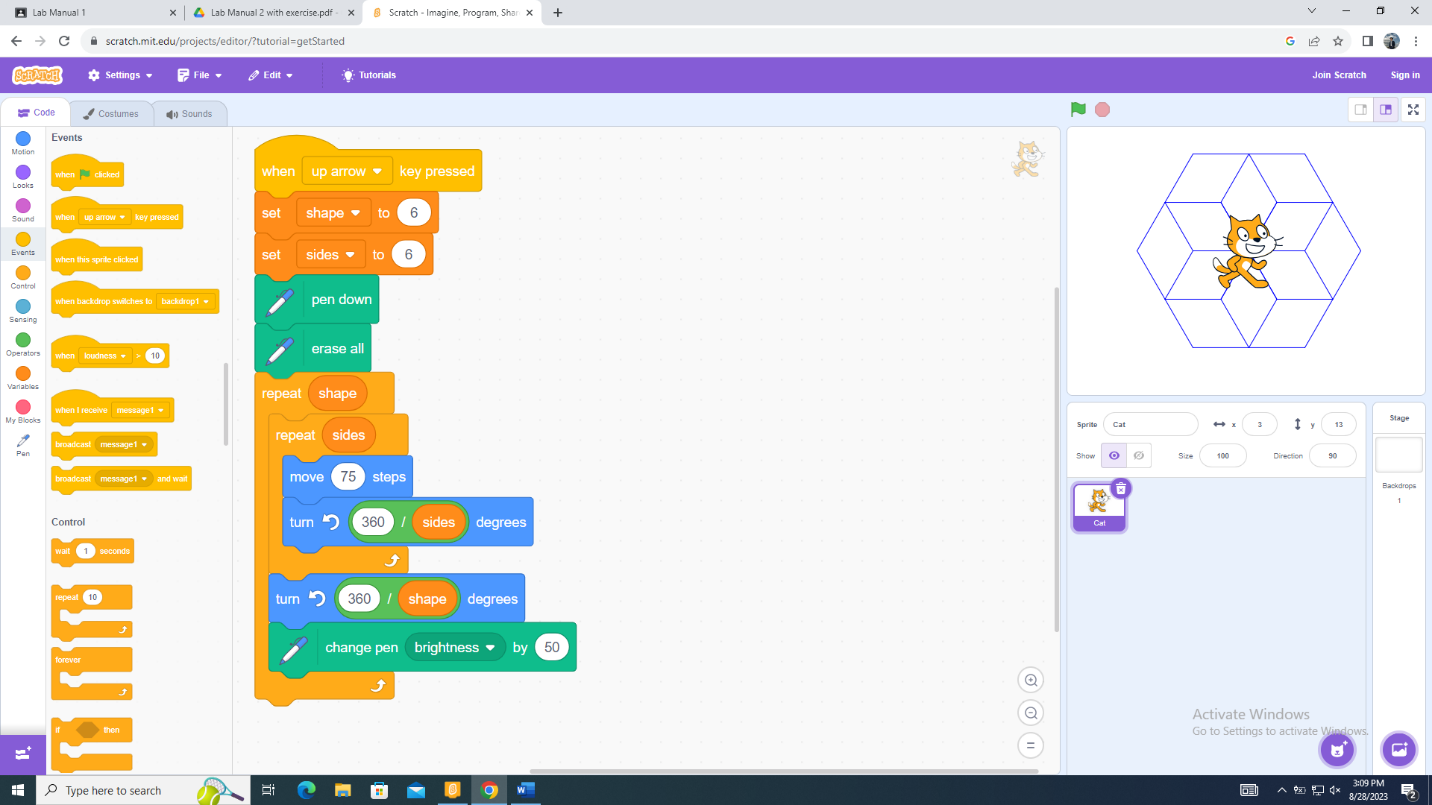 Lab Manual 1
Lab Manual 2 with exercise.pdf -
Scratch - Imagine, Program, Shar
scratch.mit.edu/projects/editor/?tutorial=getStarted
SCRATCH Settings File Edit Tutorials Join Scratch Sign in
Code Costumes Sounds
Motion
Looks
Sound
Events
Control
Sensing
Operators
Variables
My Blocks
Pen
Events
when clicked
when up arrow key pressed
when this sprite clicked
when backdrop switches to backdrop1
when loudness > 10
when I receive message1
broadcast message1
broadcast message1 and wait
Control
wait 1 seconds
repeat 10
forever
if then
when up arrow key pressed
set shape to 6
set sides to 6
pen down
erase all
repeat shape
repeat sides
move 75 steps
turn 360 / sides degrees
turn 360 / shape degrees
change pen brightness by 50
Sprite Cat x 3 y 13
Show Size 100 Direction 90
Cat
Stage
Backdrops
1
Activate Windows
Go to Settings to activate Windows.
Type here to search
3:09 PM
8/28/2023
2